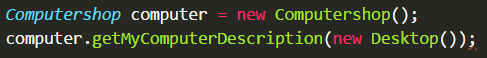 Computershop computer = new Computershop();
computer.getMyComputerDescription(new Desktop());